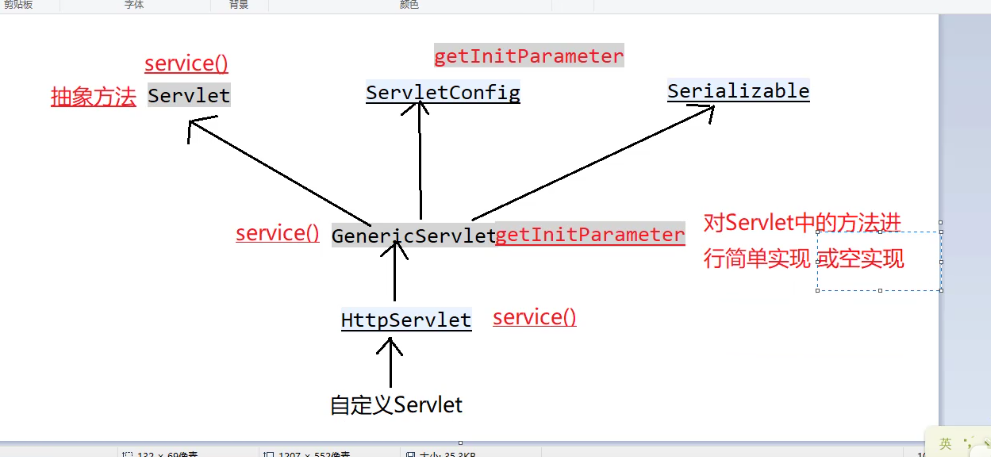 剪贴板 字体 背景 颜色
getInitParameter
service()
抽象方法 Servlet ServletConfig Serializable
service() GenericServlet getInitParameter 对Servlet中的方法进
行简单实现 或空实现
HttpServlet service()
自定义Servlet
英
132 × 69像素 1207 × 552像素 大小: 35.3KB